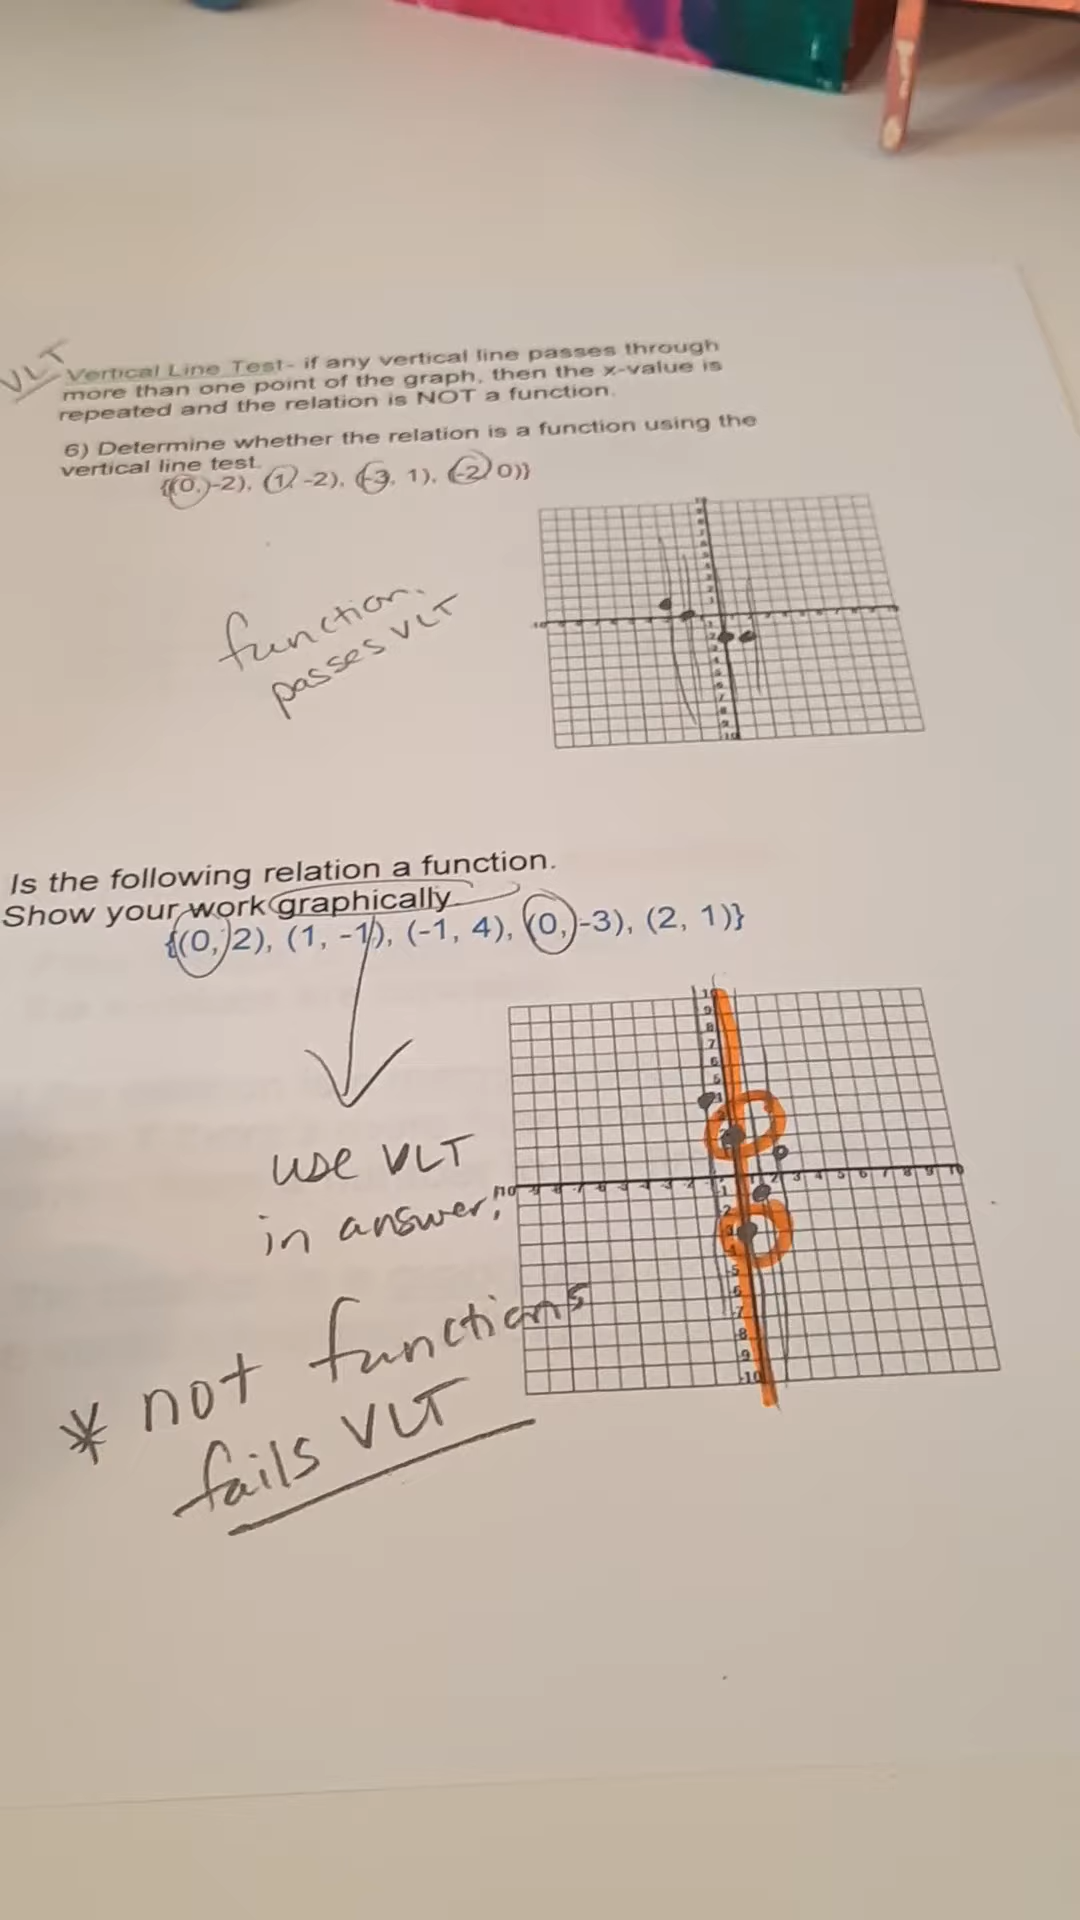 VLT
Vertical Line Test- if any vertical line passes through
more than one point of the graph, then the x-value is
repeated and the relation is NOT a function.
6) Determine whether the relation is a function using the
vertical line test.
{(0, -2), (1, -2), (-3, 1), (-2, 0)}
function.
passes VLT
Is the following relation a function.
Show your work graphically
{(0, 2), (1, -1), (-1, 4), (0, -3), (2, 1)}
use VLT
in answer!
* not functions
fails VLT